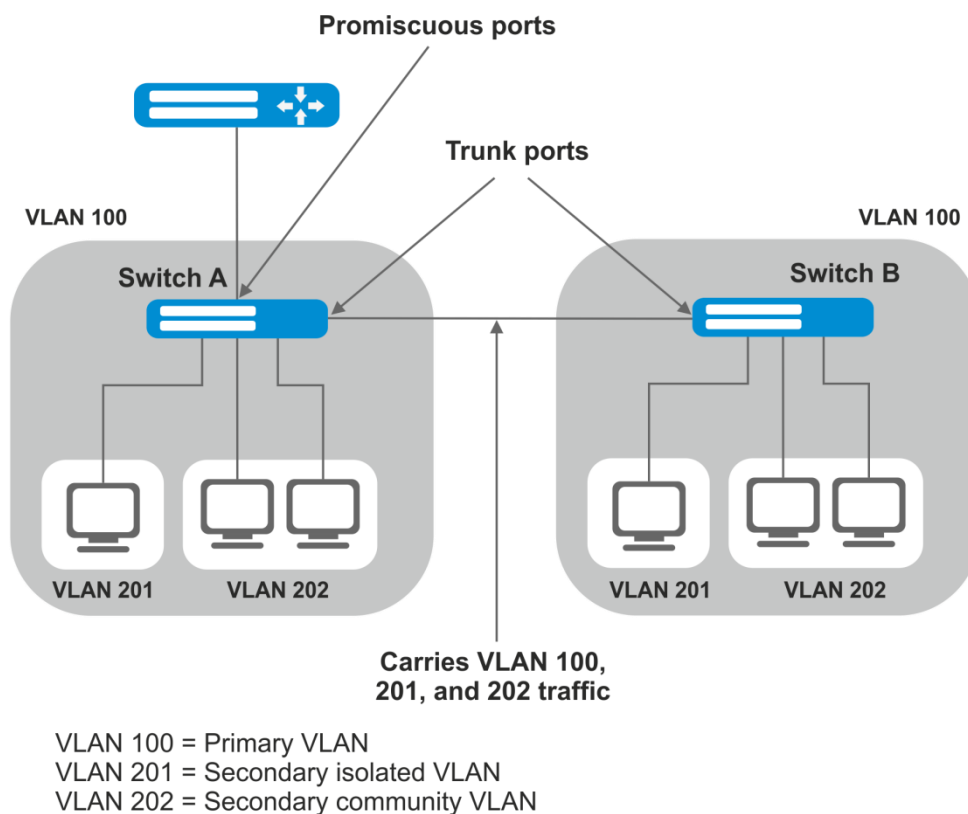 Promiscuous ports
Trunk ports
VLAN 100
VLAN 100
Switch A
Switch B
VLAN 201
VLAN 202
VLAN 201
VLAN 202
Carries VLAN 100,
201, and 202 traffic
VLAN 100 = Primary VLAN
VLAN 201 = Secondary isolated VLAN
VLAN 202 = Secondary community VLAN